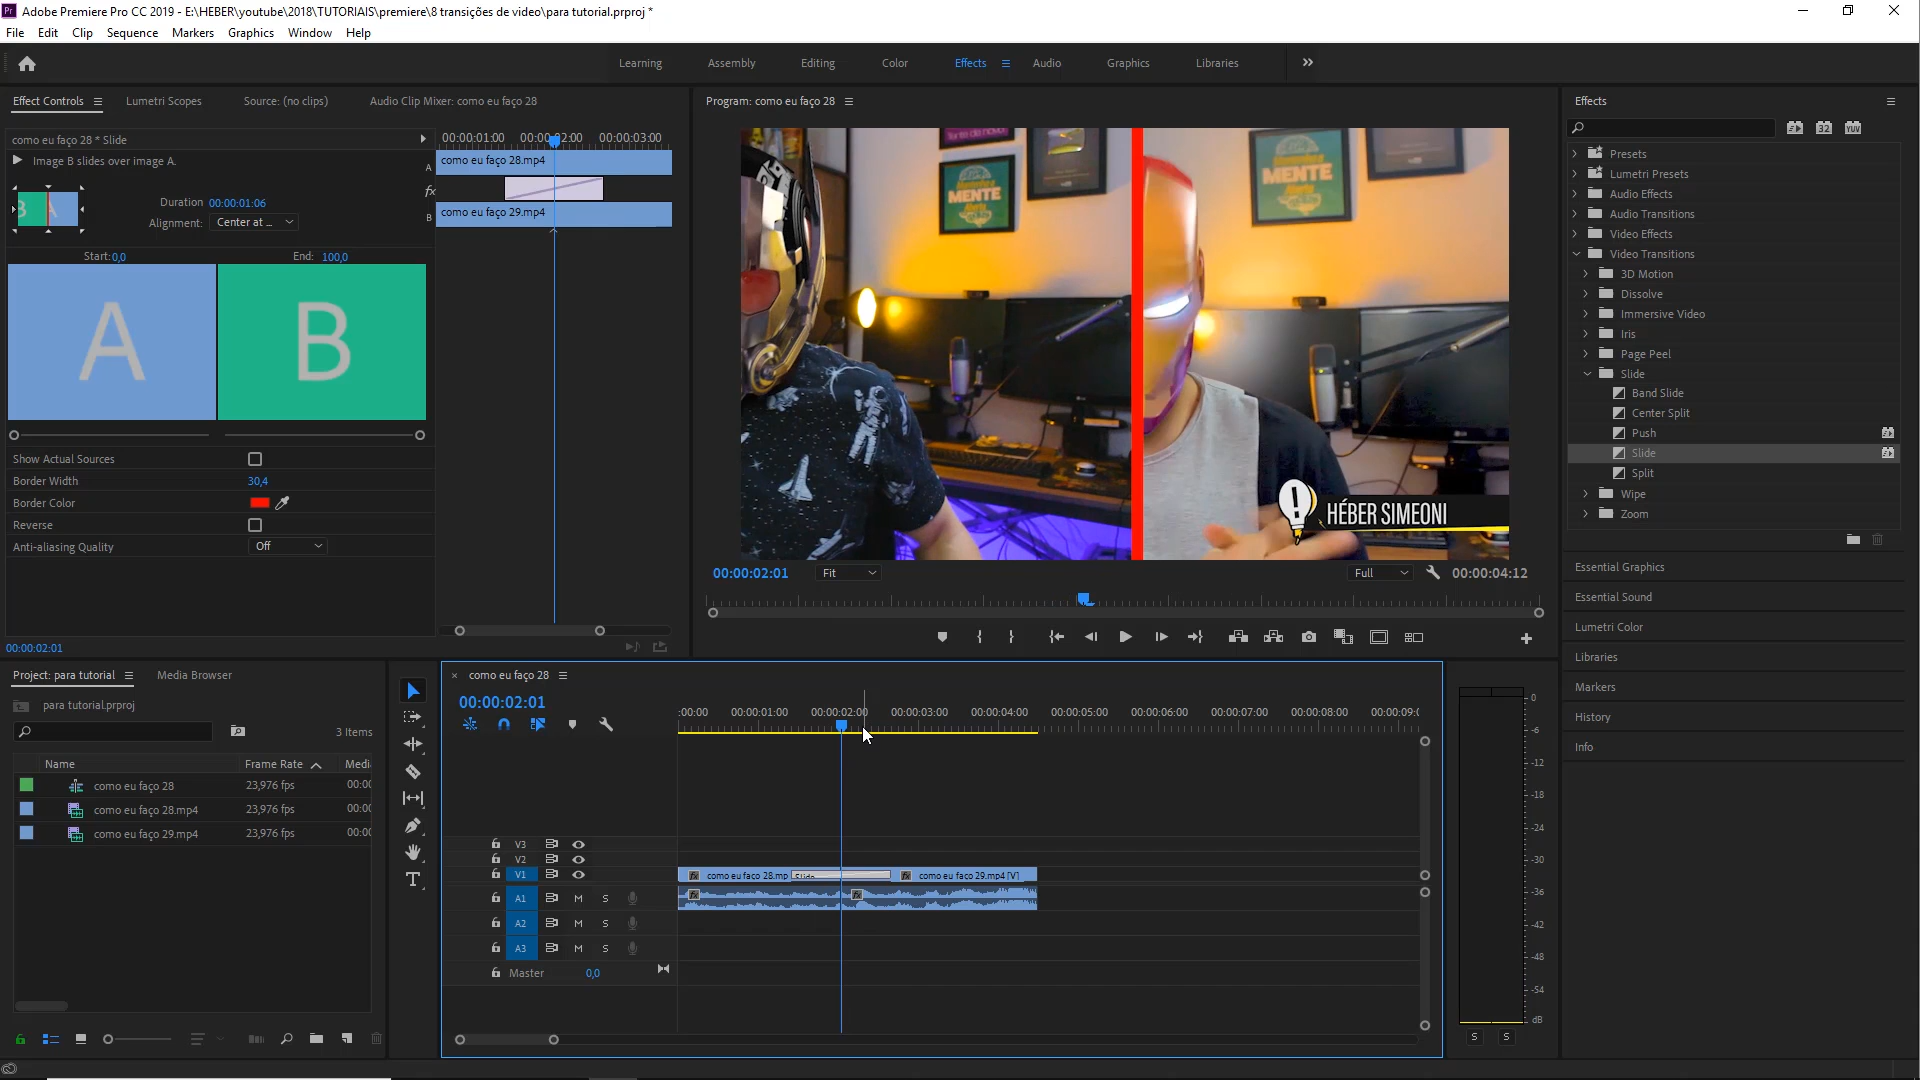 Pr Adobe Premiere Pro CC 2019 - E:\HEBER\youtube\2018\TUTORIAIS\premiere\8 transições de video\para tutorial.prproj *
File Edit Clip Sequence Markers Graphics Window Help
Learning Assembly Editing Color Effects Audio Graphics Libraries
Effect Controls Lumetri Scopes Source: (no clips) Audio Clip Mixer: como eu faço 28
como eu faço 28 * Slide
Image B slides over image A.
Duration 00:00:01:06
Alignment: Center at ...
Start: 0,0 End: 100,0
A B
Show Actual Sources
Border Width 30,4
Border Color
Reverse
Anti-aliasing Quality Off
00:00:02:01
00:00:01:00 00:00:02:00 00:00:03:00
A como eu faço 28.mp4
fx
B como eu faço 29.mp4
Program: como eu faço 28
MENTE
MENTE
HÉBER SIMEONI
00:00:02:01 Fit Full 00:00:04:12
Effects
32 YUV
Presets
Lumetri Presets
Audio Effects
Audio Transitions
Video Effects
Video Transitions
3D Motion
Dissolve
Immersive Video
Iris
Page Peel
Slide
Band Slide
Center Split
Push
Slide
Split
Wipe
Zoom
Essential Graphics
Essential Sound
Lumetri Color
Libraries
Markers
History
Info
Project: para tutorial Media Browser
para tutorial.prproj
3 Items
Name Frame Rate Medi
como eu faço 28 23,976 fps 00:00
como eu faço 28.mp4 23,976 fps 00:00
como eu faço 29.mp4 23,976 fps 00:00
× como eu faço 28
00:00:02:01
:00:00 00:00:01:00 00:00:02:00 00:00:03:00 00:00:04:00 00:00:05:00 00:00:06:00 00:00:07:00 00:00:08:00 00:00:09:0
V3
V2
V1 fx como eu faço 28.mp Slide fx como eu faço 29.mp4 [V]
A1 M S fx fx
A2 M S
A3 M S
Master 0,0
0
-6
-12
-18
-24
-30
-36
-42
-48
-54
dB
S S